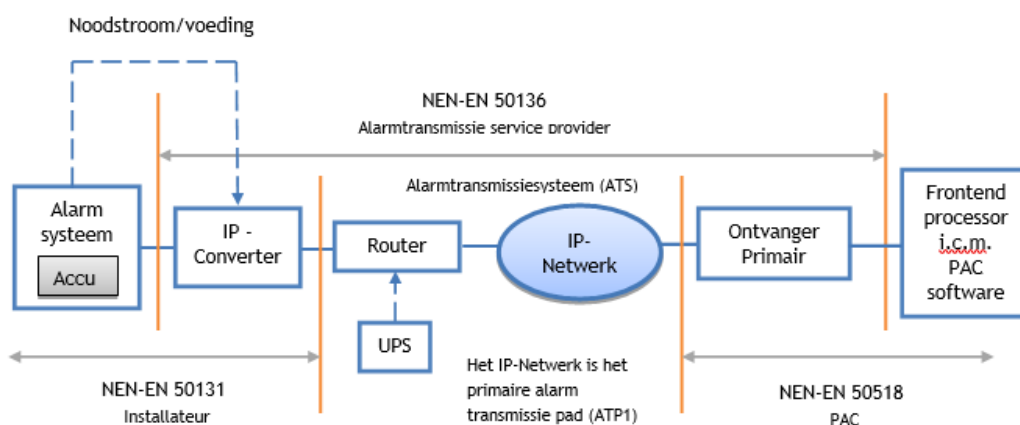 Noodstroom/voeding
NEN-EN 50136
Alarmtransmissie service provider
Alarmtransmissiesysteem (ATS)
Alarm
systeem
Accu
IP -
Converter
Router
IP-
Netwerk
Ontvanger
Primair
Frontend
processor
i.c.m.
PAC
software
UPS
NEN-EN 50131
Installateur
Het IP-Netwerk is het
primaire alarm
transmissie pad (ATP1)
NEN-EN 50518
PAC